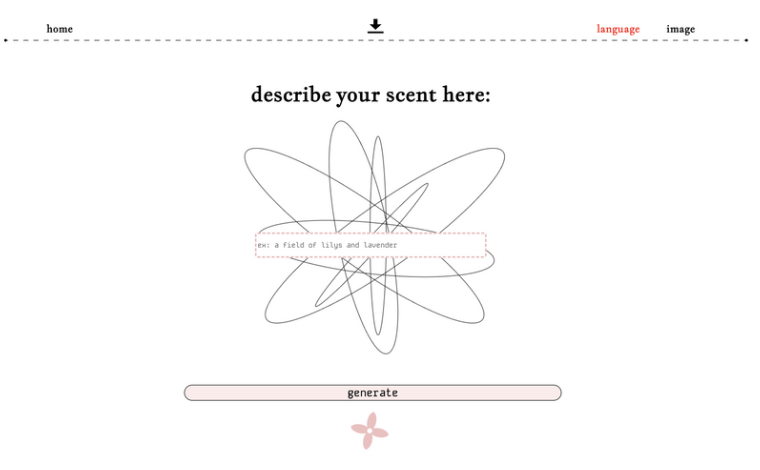 home
language
image
describe your scent here:
ex: a field of lilys and lavender
generate